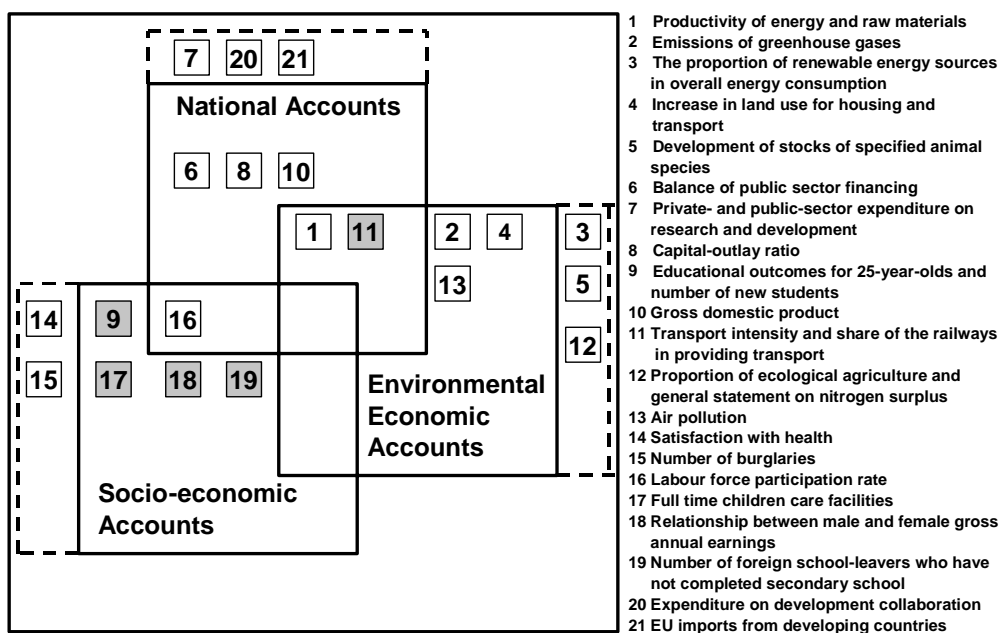 7 20 21
National Accounts
6 8 10
1 11 2 4 3
13 5
14 9 16 12
15 17 18 19
Environmental
Economic
Accounts
Socio-economic
Accounts
1 Productivity of energy and raw materials
2 Emissions of greenhouse gases
3 The proportion of renewable energy sources
in overall energy consumption
4 Increase in land use for housing and
transport
5 Development of stocks of specified animal
species
6 Balance of public sector financing
7 Private- and public-sector expenditure on
research and development
8 Capital-outlay ratio
9 Educational outcomes for 25-year-olds and
number of new students
10 Gross domestic product
11 Transport intensity and share of the railways
in providing transport
12 Proportion of ecological agriculture and
general statement on nitrogen surplus
13 Air pollution
14 Satisfaction with health
15 Number of burglaries
16 Labour force participation rate
17 Full time children care facilities
18 Relationship between male and female gross
annual earnings
19 Number of foreign school-leavers who have
not completed secondary school
20 Expenditure on development collaboration
21 EU imports from developing countries